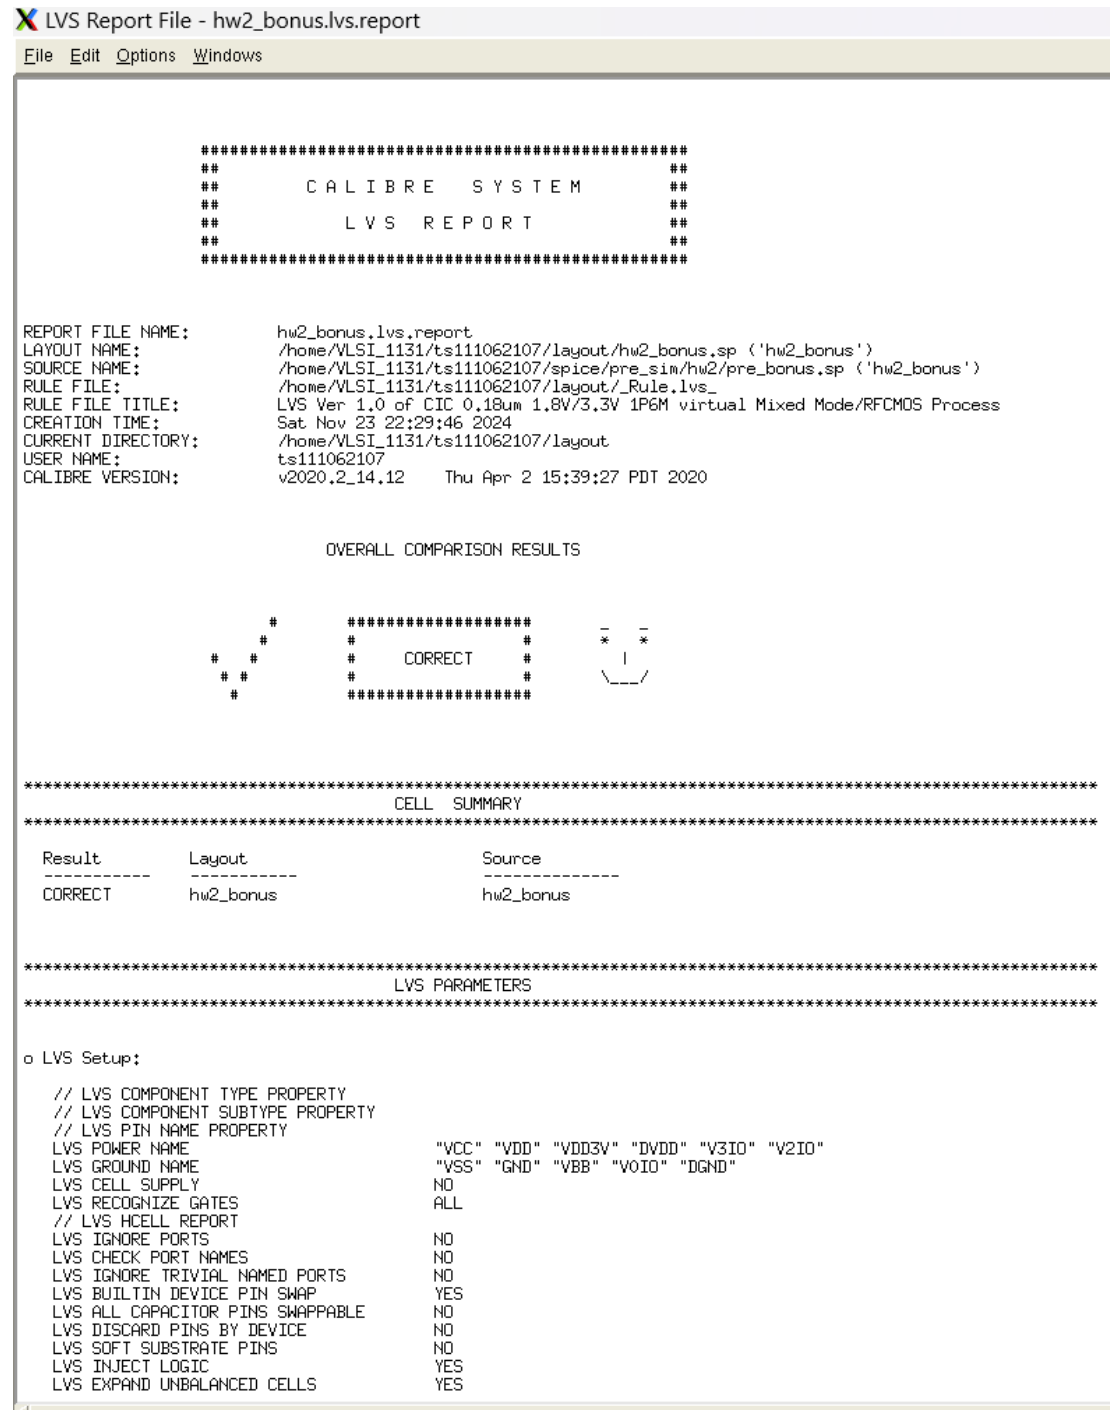 LVS Report File - hw2_bonus.lvs.report
File Edit Options Windows
##################################################
## ##
## C A L I B R E S Y S T E M ##
## ##
## L V S R E P O R T ##
## ##
##################################################
REPORT FILE NAME: hw2_bonus.lvs.report
LAYOUT NAME: /home/VLSI_1131/ts111062107/layout/hw2_bonus.sp ('hw2_bonus')
SOURCE NAME: /home/VLSI_1131/ts111062107/spice/pre_sim/hw2/pre_bonus.sp ('hw2_bonus')
RULE FILE: /home/VLSI_1131/ts111062107/layout/_Rule.lvs_
RULE FILE TITLE: LVS Ver 1.0 of CIC 0.18um 1.8V/3.3V 1P6M virtual Mixed Mode/RFCMOS Process
CREATION TIME: Sat Nov 23 22:29:46 2024
CURRENT DIRECTORY: /home/VLSI_1131/ts111062107/layout
USER NAME: ts111062107
CALIBRE VERSION: v2020.2_14.12 Thu Apr 2 15:39:27 PDT 2020
OVERALL COMPARISON RESULTS
# ################### _ _
# # # * *
# # # CORRECT # |
# # # # \___/
# ###################
**************************************************************************************************************
CELL SUMMARY
**************************************************************************************************************
Result Layout Source
----------- ----------- --------------
CORRECT hw2_bonus hw2_bonus
**************************************************************************************************************
LVS PARAMETERS
**************************************************************************************************************
o LVS Setup:
// LVS COMPONENT TYPE PROPERTY
// LVS COMPONENT SUBTYPE PROPERTY
// LVS PIN NAME PROPERTY
LVS POWER NAME "VCC" "VDD" "VDD3V" "DVDD" "V3IO" "V2IO"
LVS GROUND NAME "VSS" "GND" "VBB" "VOIO" "DGND"
LVS CELL SUPPLY NO
LVS RECOGNIZE GATES ALL
// LVS HCELL REPORT
LVS IGNORE PORTS NO
LVS CHECK PORT NAMES NO
LVS IGNORE TRIVIAL NAMED PORTS NO
LVS BUILTIN DEVICE PIN SWAP YES
LVS ALL CAPACITOR PINS SWAPPABLE NO
LVS DISCARD PINS BY DEVICE NO
LVS SOFT SUBSTRATE PINS NO
LVS INJECT LOGIC YES
LVS EXPAND UNBALANCED CELLS YES